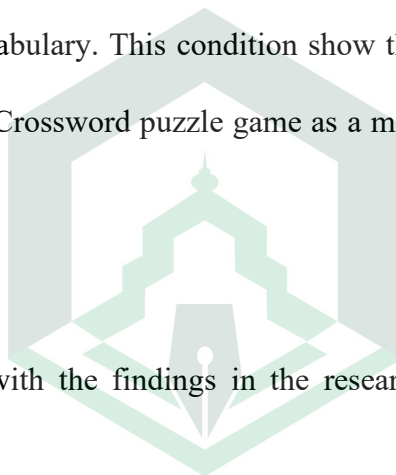 abulary. This condition show t
Crossword puzzle game as a m
with the findings in the resear